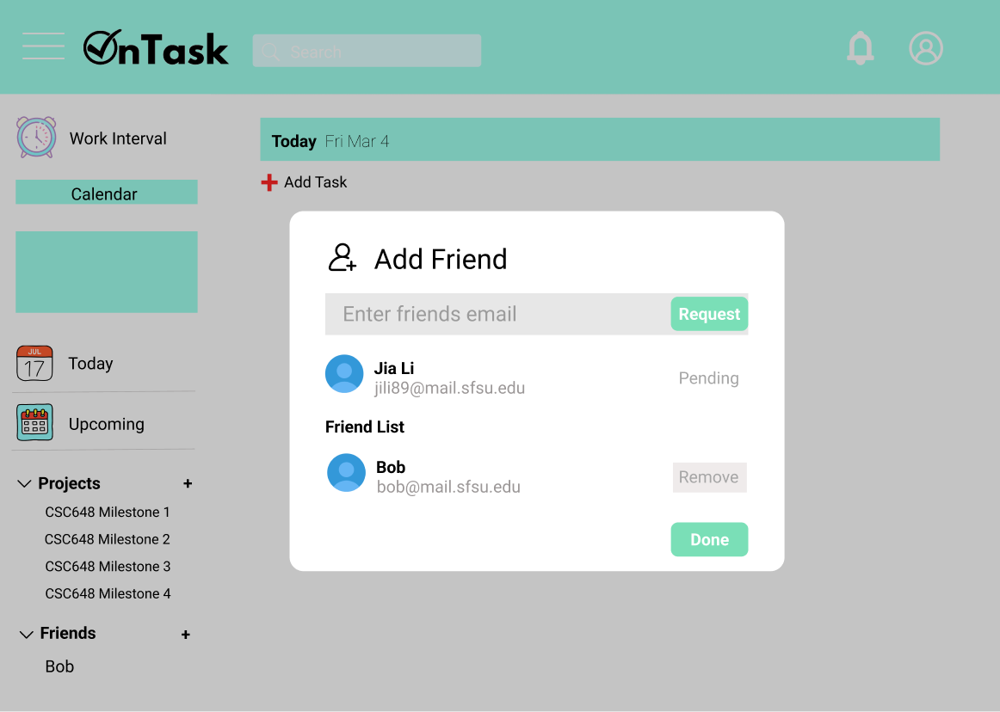 OnTask
Search
Work Interval
Calendar
JUL
17
Today
Upcoming
Projects +
CSC648 Milestone 1
CSC648 Milestone 2
CSC648 Milestone 3
CSC648 Milestone 4
Friends +
Bob
Today Fri Mar 4
Add Task
Add Friend
Enter friends email Request
Jia Li
jili89@mail.sfsu.edu
Pending
Friend List
Bob
bob@mail.sfsu.edu
Remove
Done